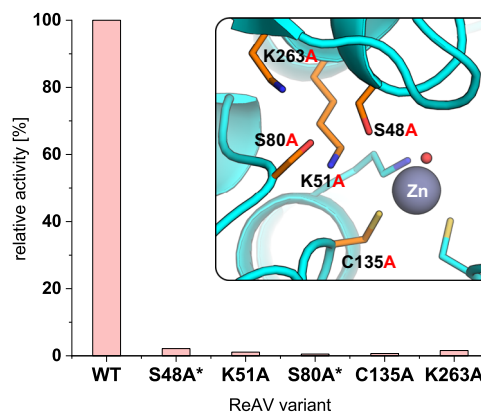 relative activity [%]
100
80
60
40
20
0
K263A
S48A
S80A
K51A
Zn
C135A
WT S48A* K51A S80A* C135A K263A
ReAV variant